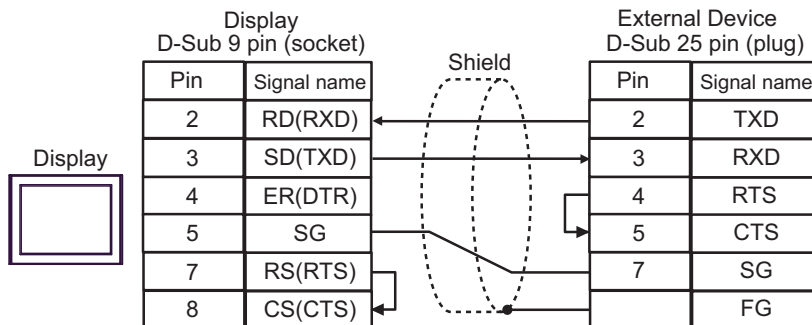 Display
D-Sub 9 pin (socket)
External Device
D-Sub 25 pin (plug)
Shield
Pin Signal name
Pin Signal name
2 RD(RXD)
2 TXD
Display
3 SD(TXD)
3 RXD
4 ER(DTR)
4 RTS
5 SG
5 CTS
7 RS(RTS)
7 SG
8 CS(CTS)
FG